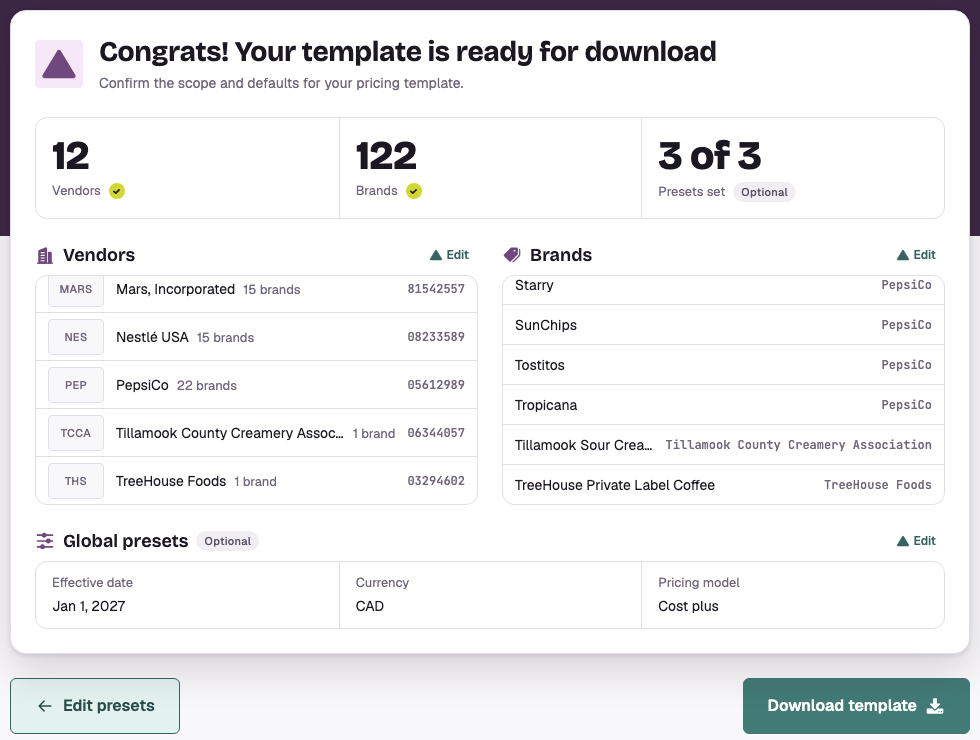 Congrats! Your template is ready for download
Confirm the scope and defaults for your pricing template.
12
Vendors
122
Brands
3 of 3
Presets set Optional
Vendors
Edit
MARS Mars, Incorporated 15 brands 81542557
NES Nestlé USA 15 brands 08233589
PEP PepsiCo 22 brands 05612989
TCCA Tillamook County Creamery Assoc… 1 brand 06344057
THS TreeHouse Foods 1 brand 03294602
Brands
Edit
Starry PepsiCo
SunChips PepsiCo
Tostitos PepsiCo
Tropicana PepsiCo
Tillamook Sour Crea… Tillamook County Creamery Association
TreeHouse Private Label Coffee TreeHouse Foods
Global presets Optional
Edit
Effective date
Jan 1, 2027
Currency
CAD
Pricing model
Cost plus
Edit presets
Download template